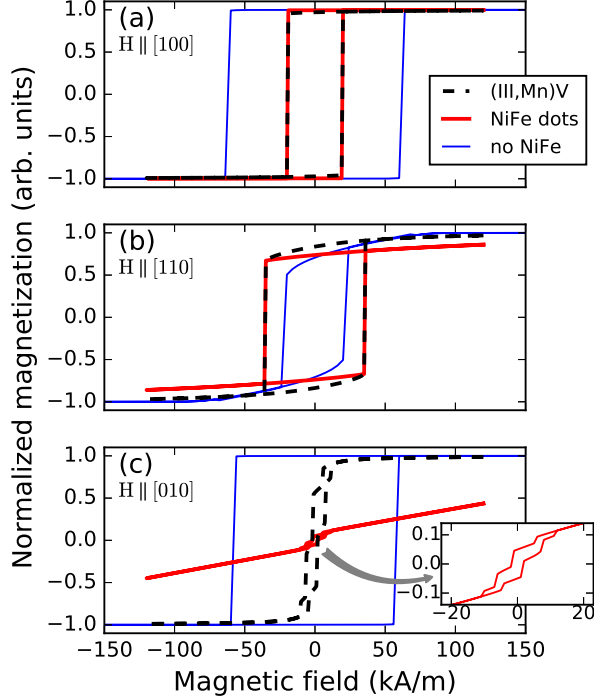 Normalized magnetization (arb. units)
(a)
H ∥ [100]
1.0
0.5
0.0
−0.5
−1.0
(III,Mn)V
NiFe dots
no NiFe
(b)
H ∥ [110]
1.0
0.5
0.0
−0.5
−1.0
(c)
H ∥ [010]
1.0
0.5
0.0
−0.5
−1.0
0.1
0.0
−0.1
−20 0 20
−150 −100 −50 0 50 100 150
Magnetic field (kA/m)